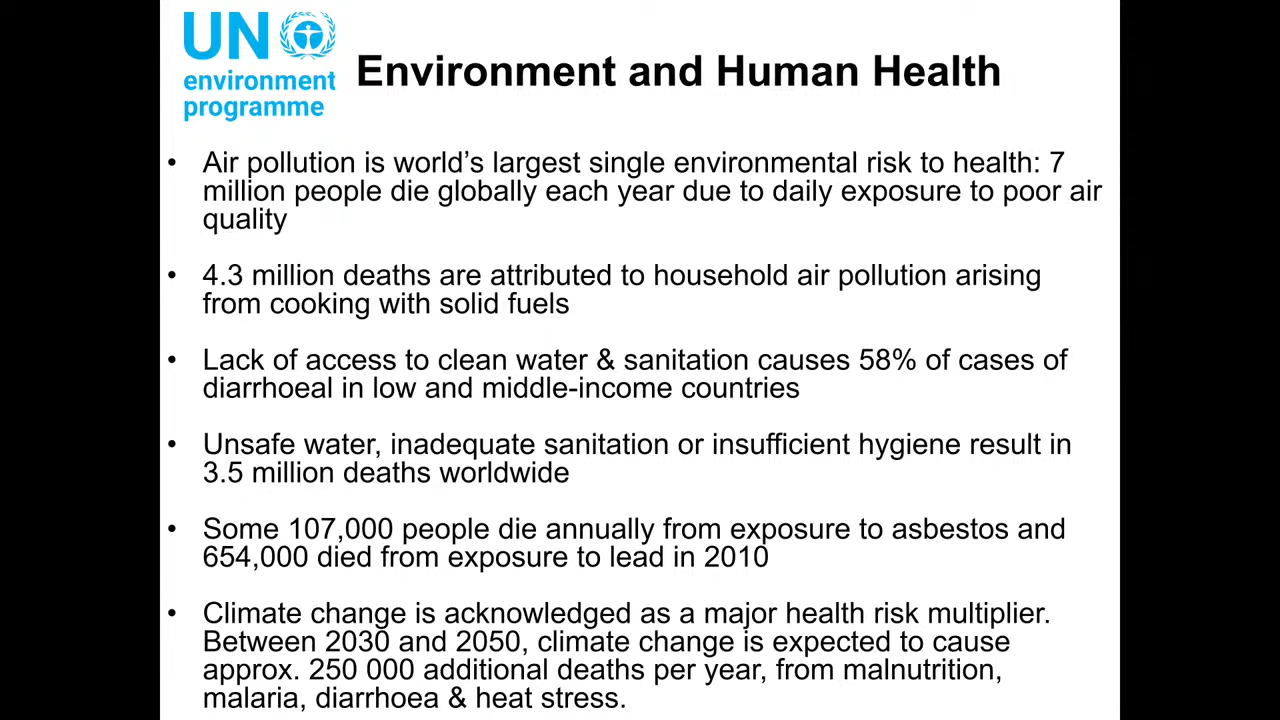 UN
environment
programme
Environment and Human Health
• Air pollution is world’s largest single environmental risk to health: 7
million people die globally each year due to daily exposure to poor air
quality
• 4.3 million deaths are attributed to household air pollution arising
from cooking with solid fuels
• Lack of access to clean water & sanitation causes 58% of cases of
diarrhoeal in low and middle-income countries
• Unsafe water, inadequate sanitation or insufficient hygiene result in
3.5 million deaths worldwide
• Some 107,000 people die annually from exposure to asbestos and
654,000 died from exposure to lead in 2010
• Climate change is acknowledged as a major health risk multiplier.
Between 2030 and 2050, climate change is expected to cause
approx. 250 000 additional deaths per year, from malnutrition,
malaria, diarrhoea & heat stress.